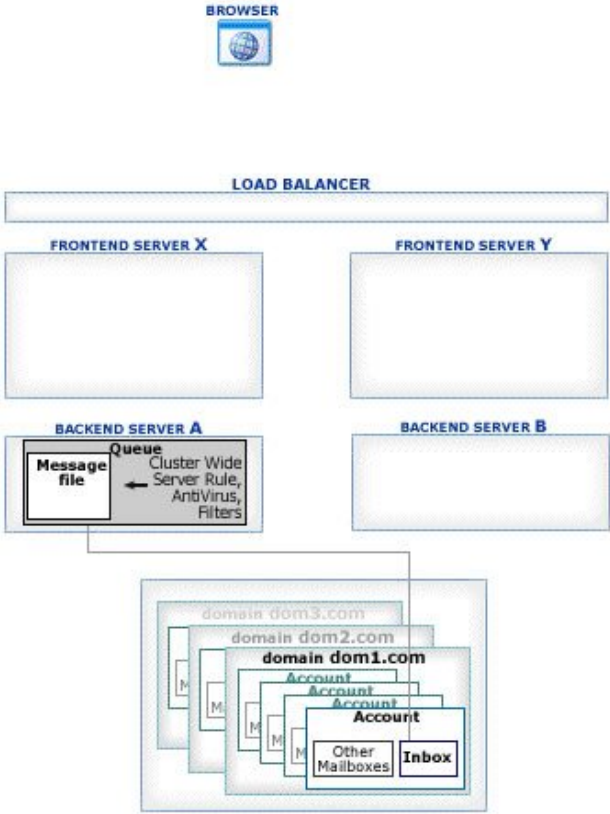 BROWSER
LOAD BALANCER
FRONTEND SERVER X
FRONTEND SERVER Y
BACKEND SERVER A
BACKEND SERVER B
Queue
Message
file
Cluster Wide
Server Rule,
AntiVirus,
Filters
domain dom3.com
domain dom2.com
domain dom1.com
Account
Account
Account
Account
M
M
M
M
M
Other
Mailboxes
Inbox